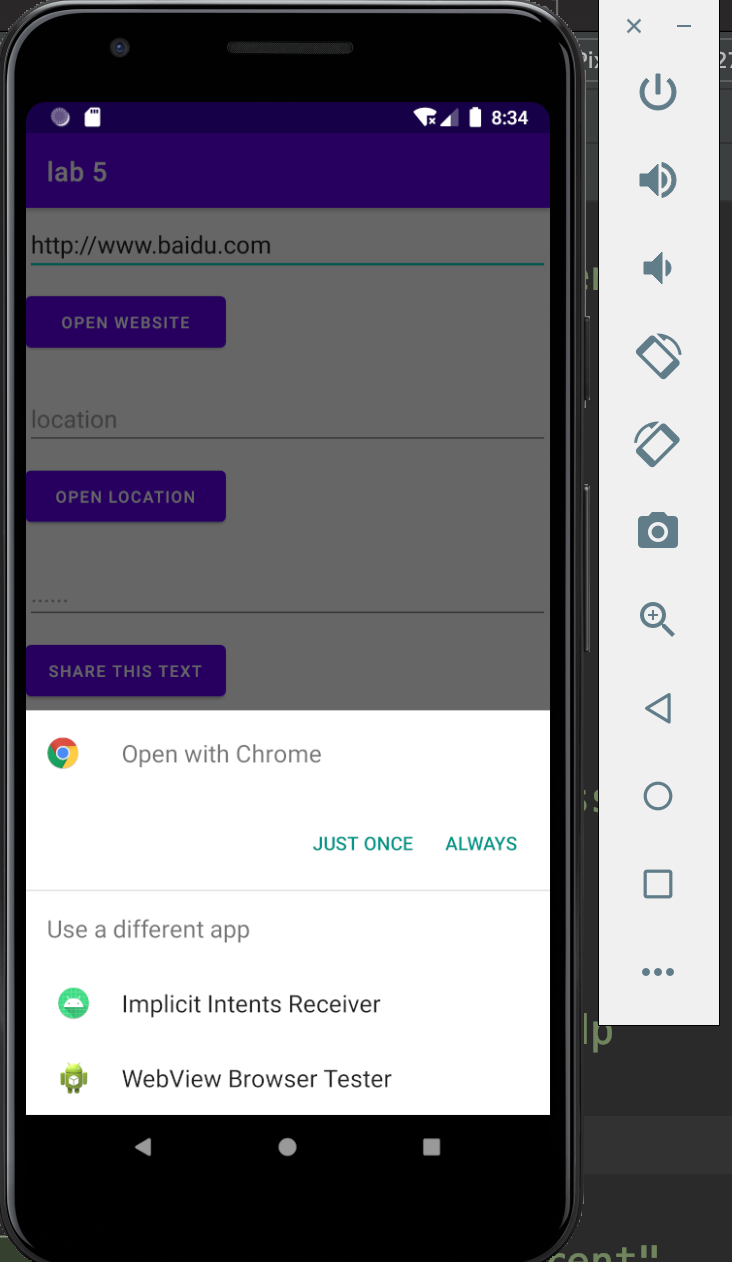 8:34
lab 5
http://www.baidu.com
OPEN WEBSITE
location
OPEN LOCATION
......
SHARE THIS TEXT
Open with Chrome
JUST ONCE
ALWAYS
Use a different app
Implicit Intents Receiver
WebView Browser Tester